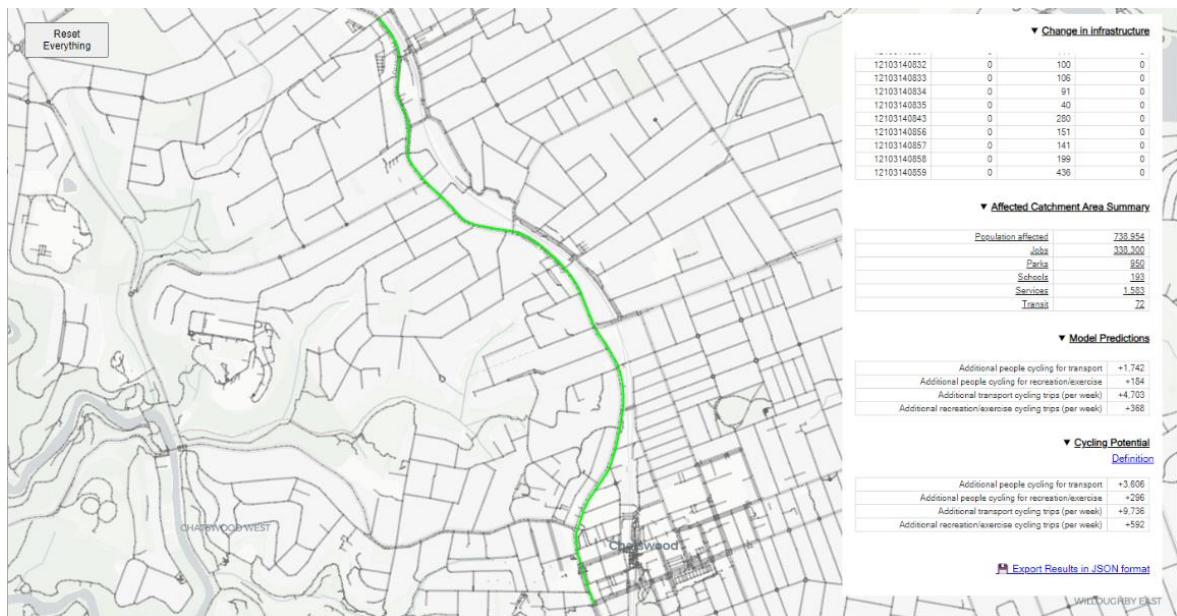 Reset
Everything
▼ Change in infrastructure
12103140832 0 100 0
12103140833 0 106 0
12103140834 0 91 0
12103140835 0 40 0
12103140843 0 280 0
12103140856 0 151 0
12103140857 0 141 0
12103140858 0 199 0
12103140859 0 436 0
▼ Affected Catchment Area Summary
Population affected 738,954
Jobs 338,300
Parks 950
Schools 193
Services 1,583
Transit 72
▼ Model Predictions
Additional people cycling for transport +1,742
Additional people cycling for recreation/exercise +184
Additional transport cycling trips (per week) +4,703
Additional recreation/exercise cycling trips (per week) +368
▼ Cycling Potential
Definition
Additional people cycling for transport +3,606
Additional people cycling for recreation/exercise +296
Additional transport cycling trips (per week) +9,736
Additional recreation/exercise cycling trips (per week) +592
Export Results in JSON format
CHATSWOOD WEST
Chatswood
WILLOUGHBY EAST